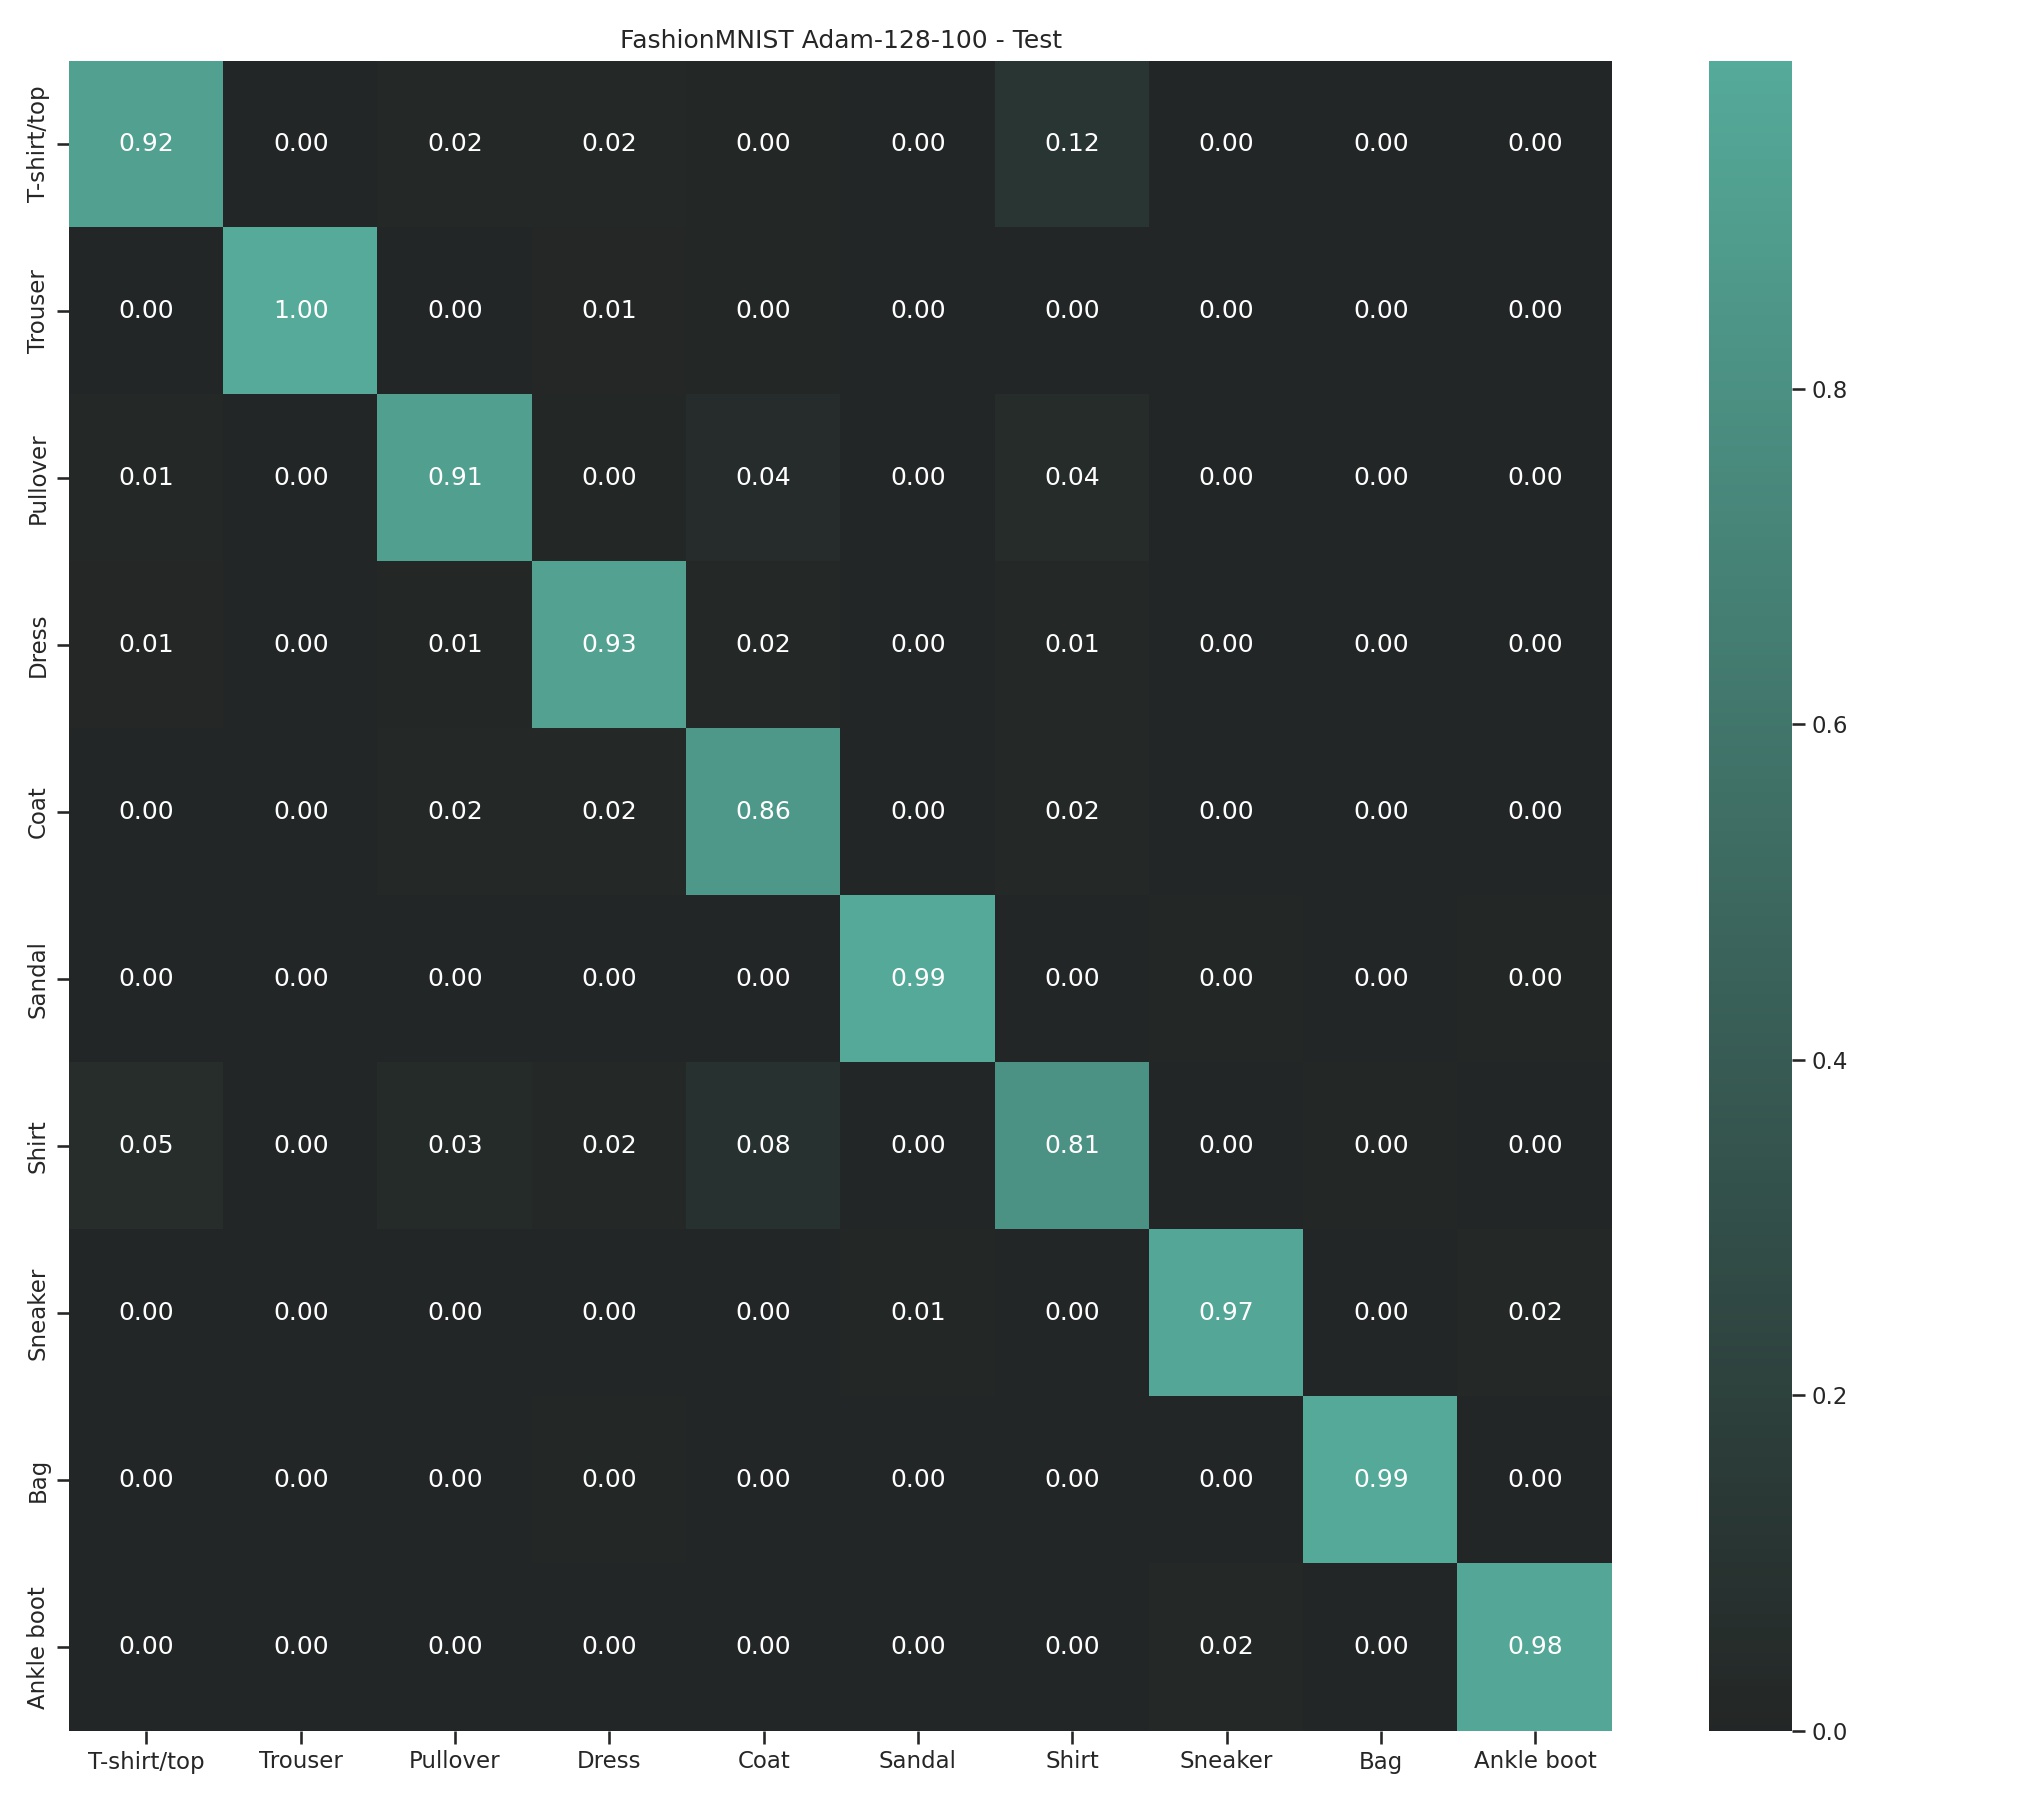 FashionMNIST Adam-128-100 - Test
T-shirt/top 0.92 0.00 0.02 0.02 0.00 0.00 0.12 0.00 0.00 0.00
Trouser 0.00 1.00 0.00 0.01 0.00 0.00 0.00 0.00 0.00 0.00
Pullover 0.01 0.00 0.91 0.00 0.04 0.00 0.04 0.00 0.00 0.00
Dress 0.01 0.00 0.01 0.93 0.02 0.00 0.01 0.00 0.00 0.00
Coat 0.00 0.00 0.02 0.02 0.86 0.00 0.02 0.00 0.00 0.00
Sandal 0.00 0.00 0.00 0.00 0.00 0.99 0.00 0.00 0.00 0.00
Shirt 0.05 0.00 0.03 0.02 0.08 0.00 0.81 0.00 0.00 0.00
Sneaker 0.00 0.00 0.00 0.00 0.00 0.01 0.00 0.97 0.00 0.02
Bag 0.00 0.00 0.00 0.00 0.00 0.00 0.00 0.00 0.99 0.00
Ankle boot 0.00 0.00 0.00 0.00 0.00 0.00 0.00 0.02 0.00 0.98
T-shirt/top Trouser Pullover Dress Coat Sandal Shirt Sneaker Bag Ankle boot
0.8
0.6
0.4
0.2
0.0